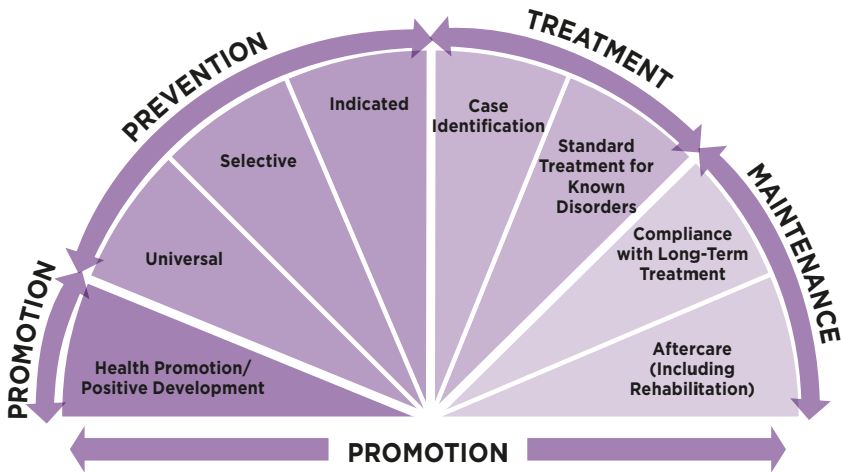 PROMOTION
PREVENTION
TREATMENT
MAINTENANCE
Health Promotion/
Positive Development
Universal
Selective
Indicated
Case
Identification
Standard
Treatment for
Known
Disorders
Compliance
with Long-Term
Treatment
Aftercare
(Including
Rehabilitation)
PROMOTION